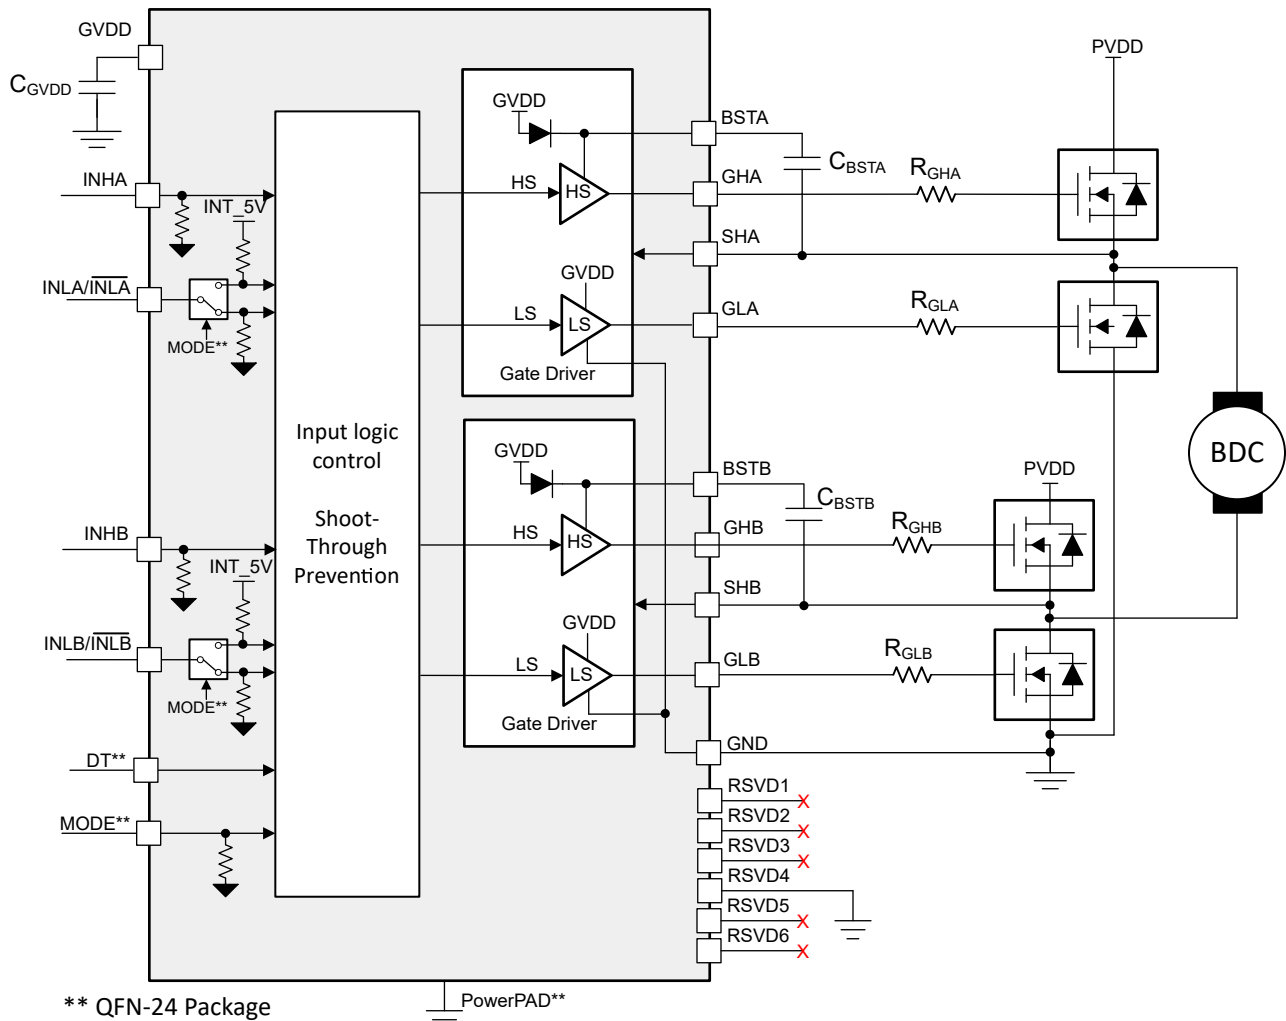 GVDD
CGVDD
INHA
INT_5V
INLA/INLA
MODE**
INHB
INT_5V
INLB/INLB
MODE**
DT**
MODE**
Input logic
control
Shoot-
Through
Prevention
GVDD
HS
HS
GVDD
LS
LS
Gate Driver
GVDD
HS
HS
GVDD
LS
LS
Gate Driver
BSTA
CBSTA
GHA
RGHA
SHA
GLA
RGLA
PVDD
BDC
BSTB
CBSTB
PVDD
GHB
RGHB
SHB
GLB
RGLB
GND
RSVD1
X
RSVD2
X
RSVD3
X
RSVD4
RSVD5
X
RSVD6
X
** QFN-24 Package
PowerPAD**